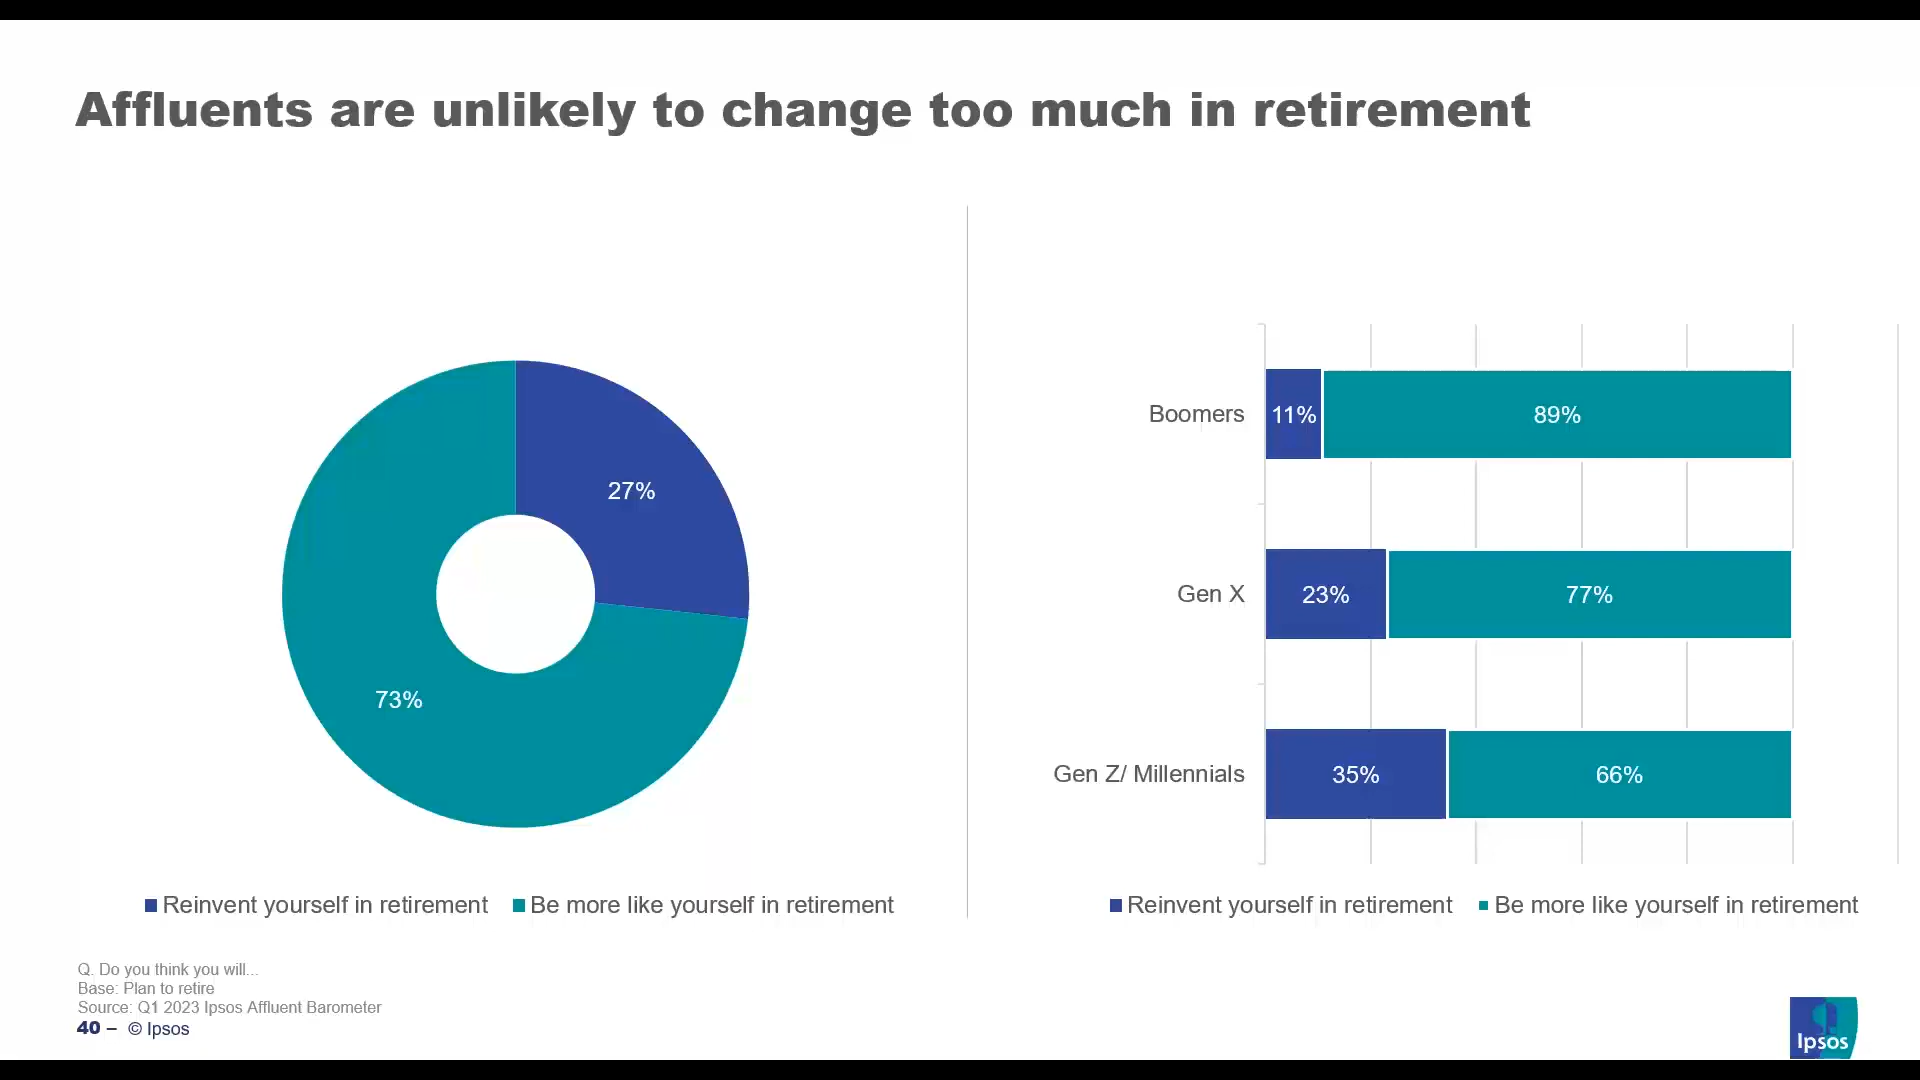 Affluents are unlikely to change too much in retirement
27%
73%
Reinvent yourself in retirement Be more like yourself in retirement
Boomers 11% 89%
Gen X 23% 77%
Gen Z/ Millennials 35% 66%
Reinvent yourself in retirement Be more like yourself in retirement
Q. Do you think you will...
Base: Plan to retire
Source: Q1 2023 Ipsos Affluent Barometer
40 – © Ipsos
Ipsos